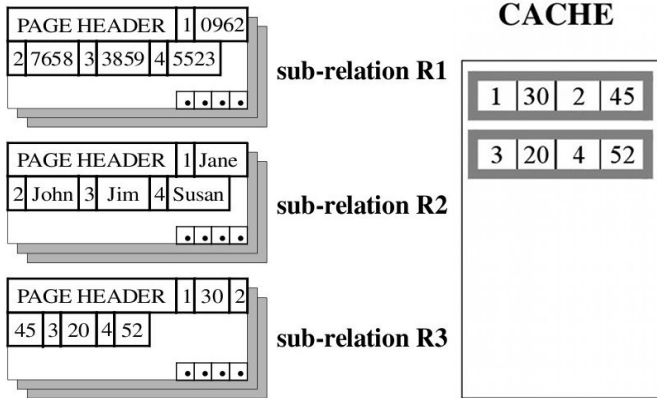 PAGE HEADER 1 0962
2 7658 3 3859 4 5523
sub-relation R1
PAGE HEADER 1 Jane
2 John 3 Jim 4 Susan
sub-relation R2
PAGE HEADER 1 30 2
45 3 20 4 52
sub-relation R3
CACHE
1 30 2 45
3 20 4 52